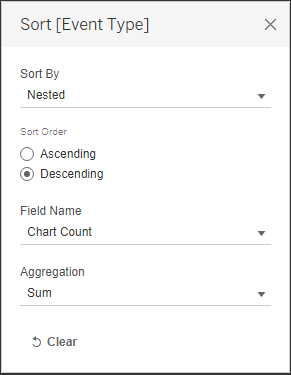 Sort [Event Type]
Sort By
Nested
Sort Order
Ascending
Descending
Field Name
Chart Count
Aggregation
Sum
Clear